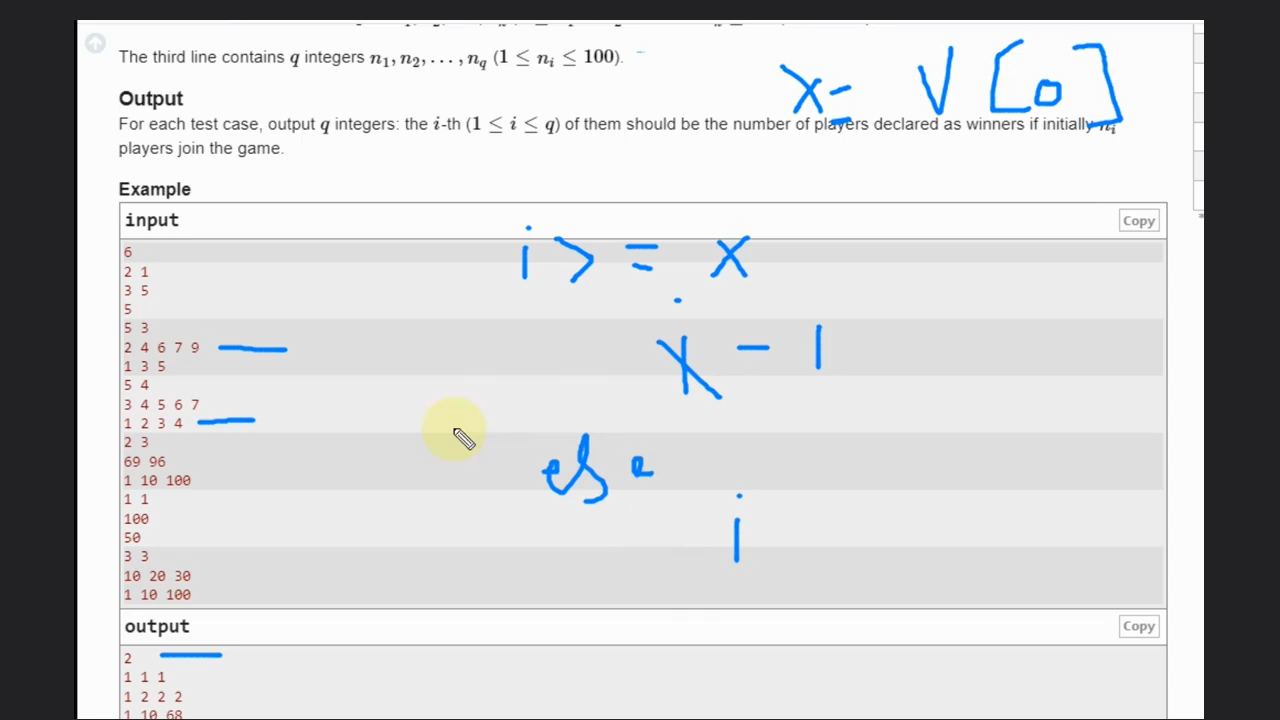 The third line contains q integers n1, n2, …, nq (1 ≤ ni ≤ 100).
x = V [0]
Output
For each test case, output q integers: the i-th (1 ≤ i ≤ q) of them should be the number of players declared as winners if initially ni
players join the game.
Example
input
Copy
6
2 1
3 5
5
5 3
2 4 6 7 9
1 3 5
5 4
3 4 5 6 7
1 2 3 4
2 3
69 96
1 10 100
1 1
100
50
3 3
10 20 30
1 10 100
i > = x
x - 1
else
i
output
Copy
2
1 1 1
1 2 2 2
1 10 68